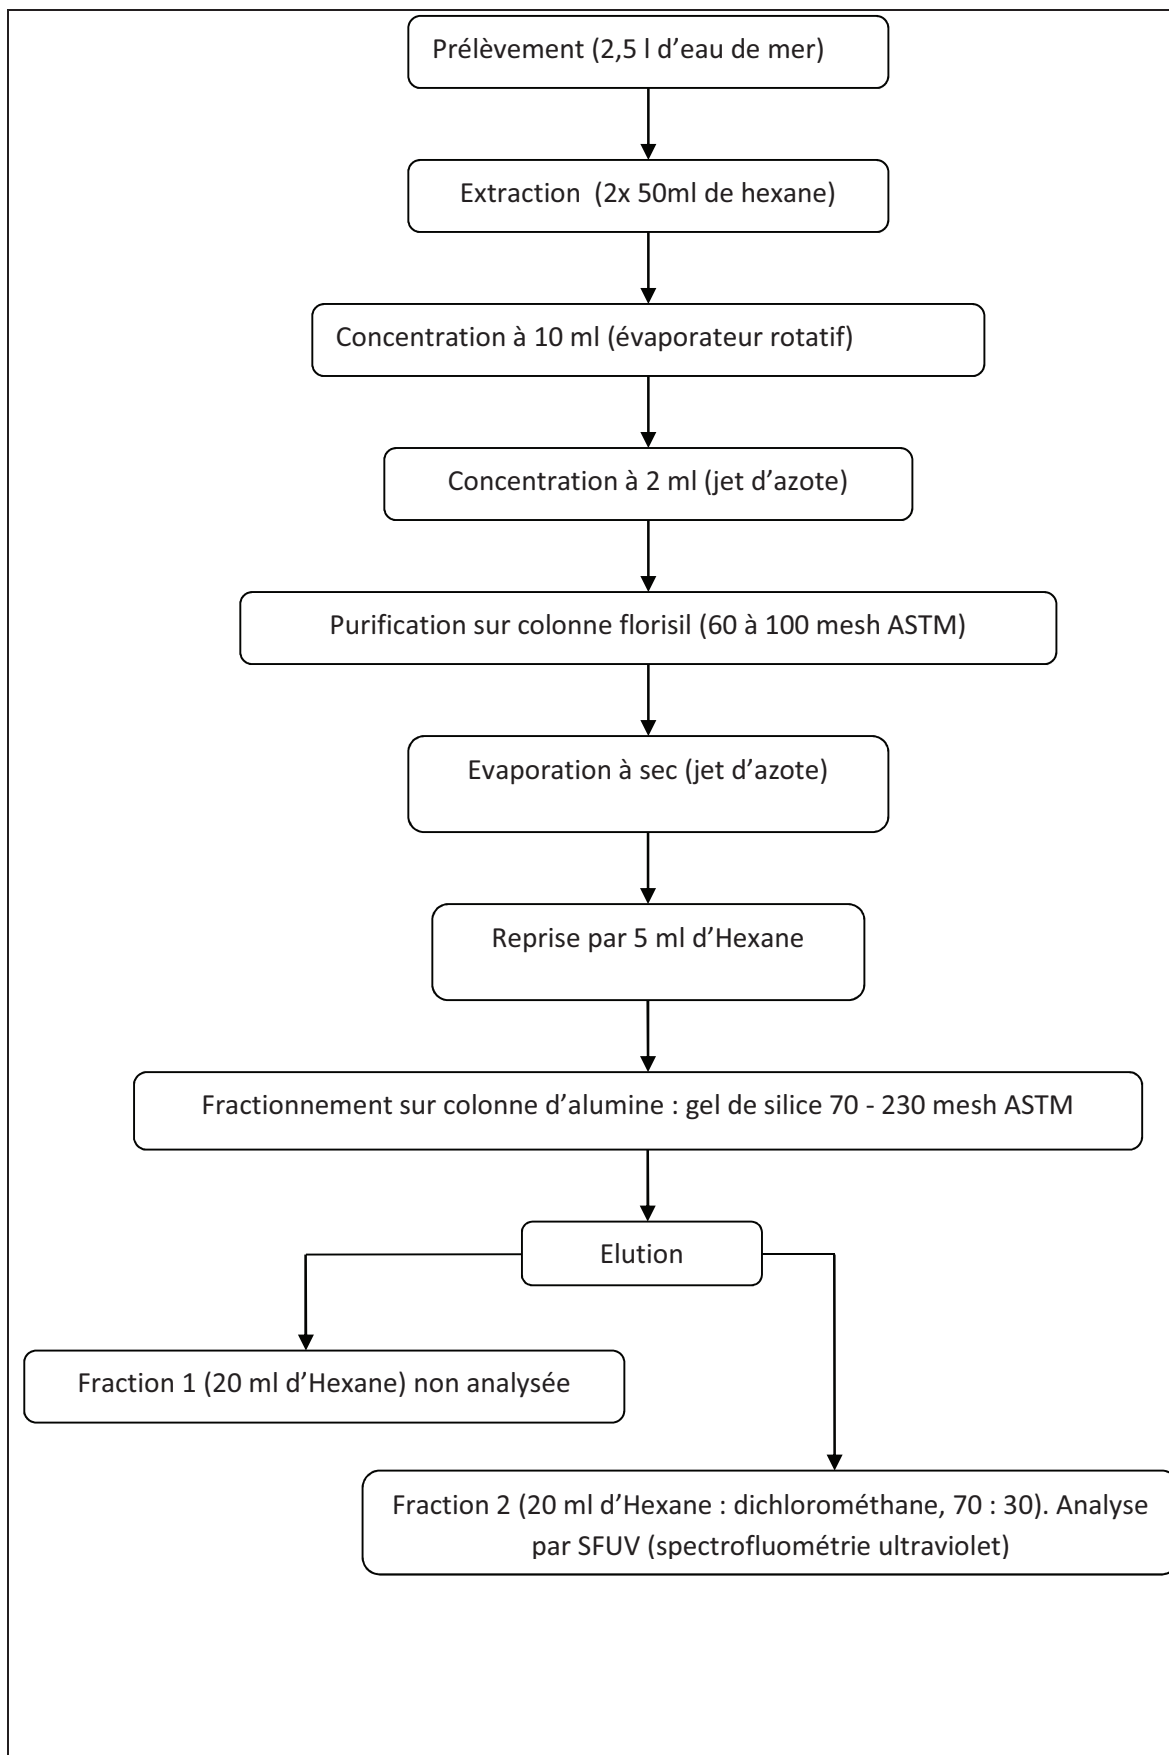 Prélèvement (2,5 l d’eau de mer)
Extraction (2x 50ml de hexane)
Concentration à 10 ml (évaporateur rotatif)
Concentration à 2 ml (jet d’azote)
Purification sur colonne florisil (60 à 100 mesh ASTM)
Evaporation à sec (jet d’azote)
Reprise par 5 ml d’Hexane
Fractionnement sur colonne d’alumine : gel de silice 70 - 230 mesh ASTM
Elution
Fraction 1 (20 ml d’Hexane) non analysée
Fraction 2 (20 ml d’Hexane : dichlorométhane, 70 : 30). Analyse
par SFUV (spectrofluométrie ultraviolet)